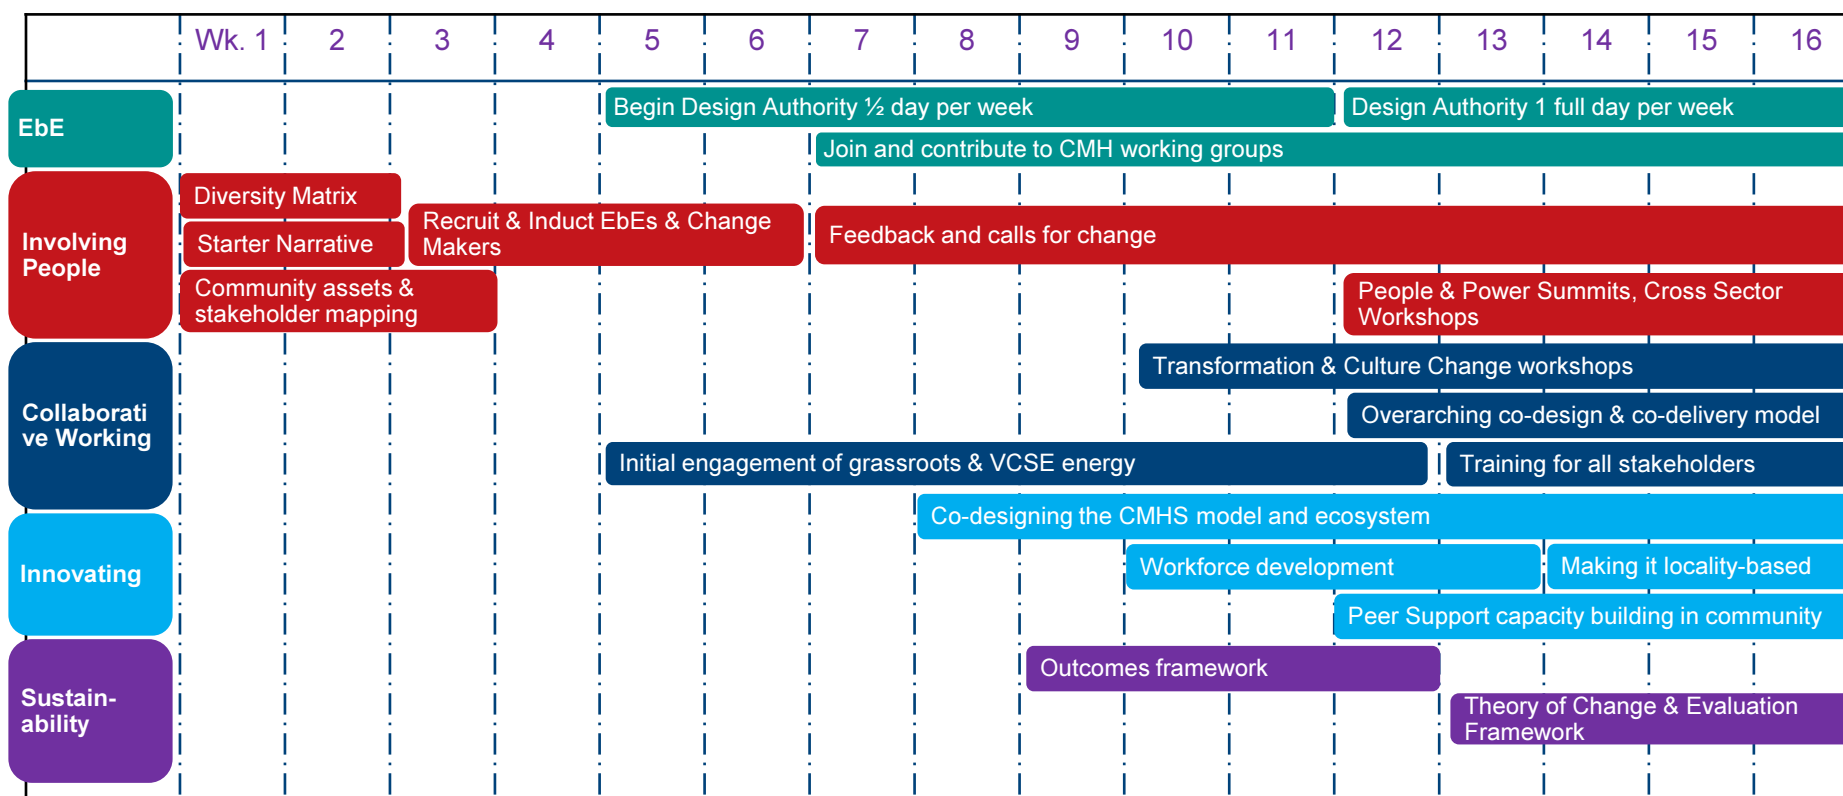 Wk. 1 2 3 4 5 6 7 8 9 10 11 12 13 14 15 16
EbE
Begin Design Authority ½ day per week
Design Authority 1 full day per week
Join and contribute to CMH working groups
Involving
People
Diversity Matrix
Starter Narrative
Community assets &
stakeholder mapping
Recruit & Induct EbEs & Change
Makers
Feedback and calls for change
People & Power Summits, Cross Sector
Workshops
Collaborati
ve Working
Transformation & Culture Change workshops
Overarching co-design & co-delivery model
Initial engagement of grassroots & VCSE energy
Training for all stakeholders
Innovating
Co-designing the CMHS model and ecosystem
Workforce development
Making it locality-based
Peer Support capacity building in community
Sustain-
ability
Outcomes framework
Theory of Change & Evaluation
Framework